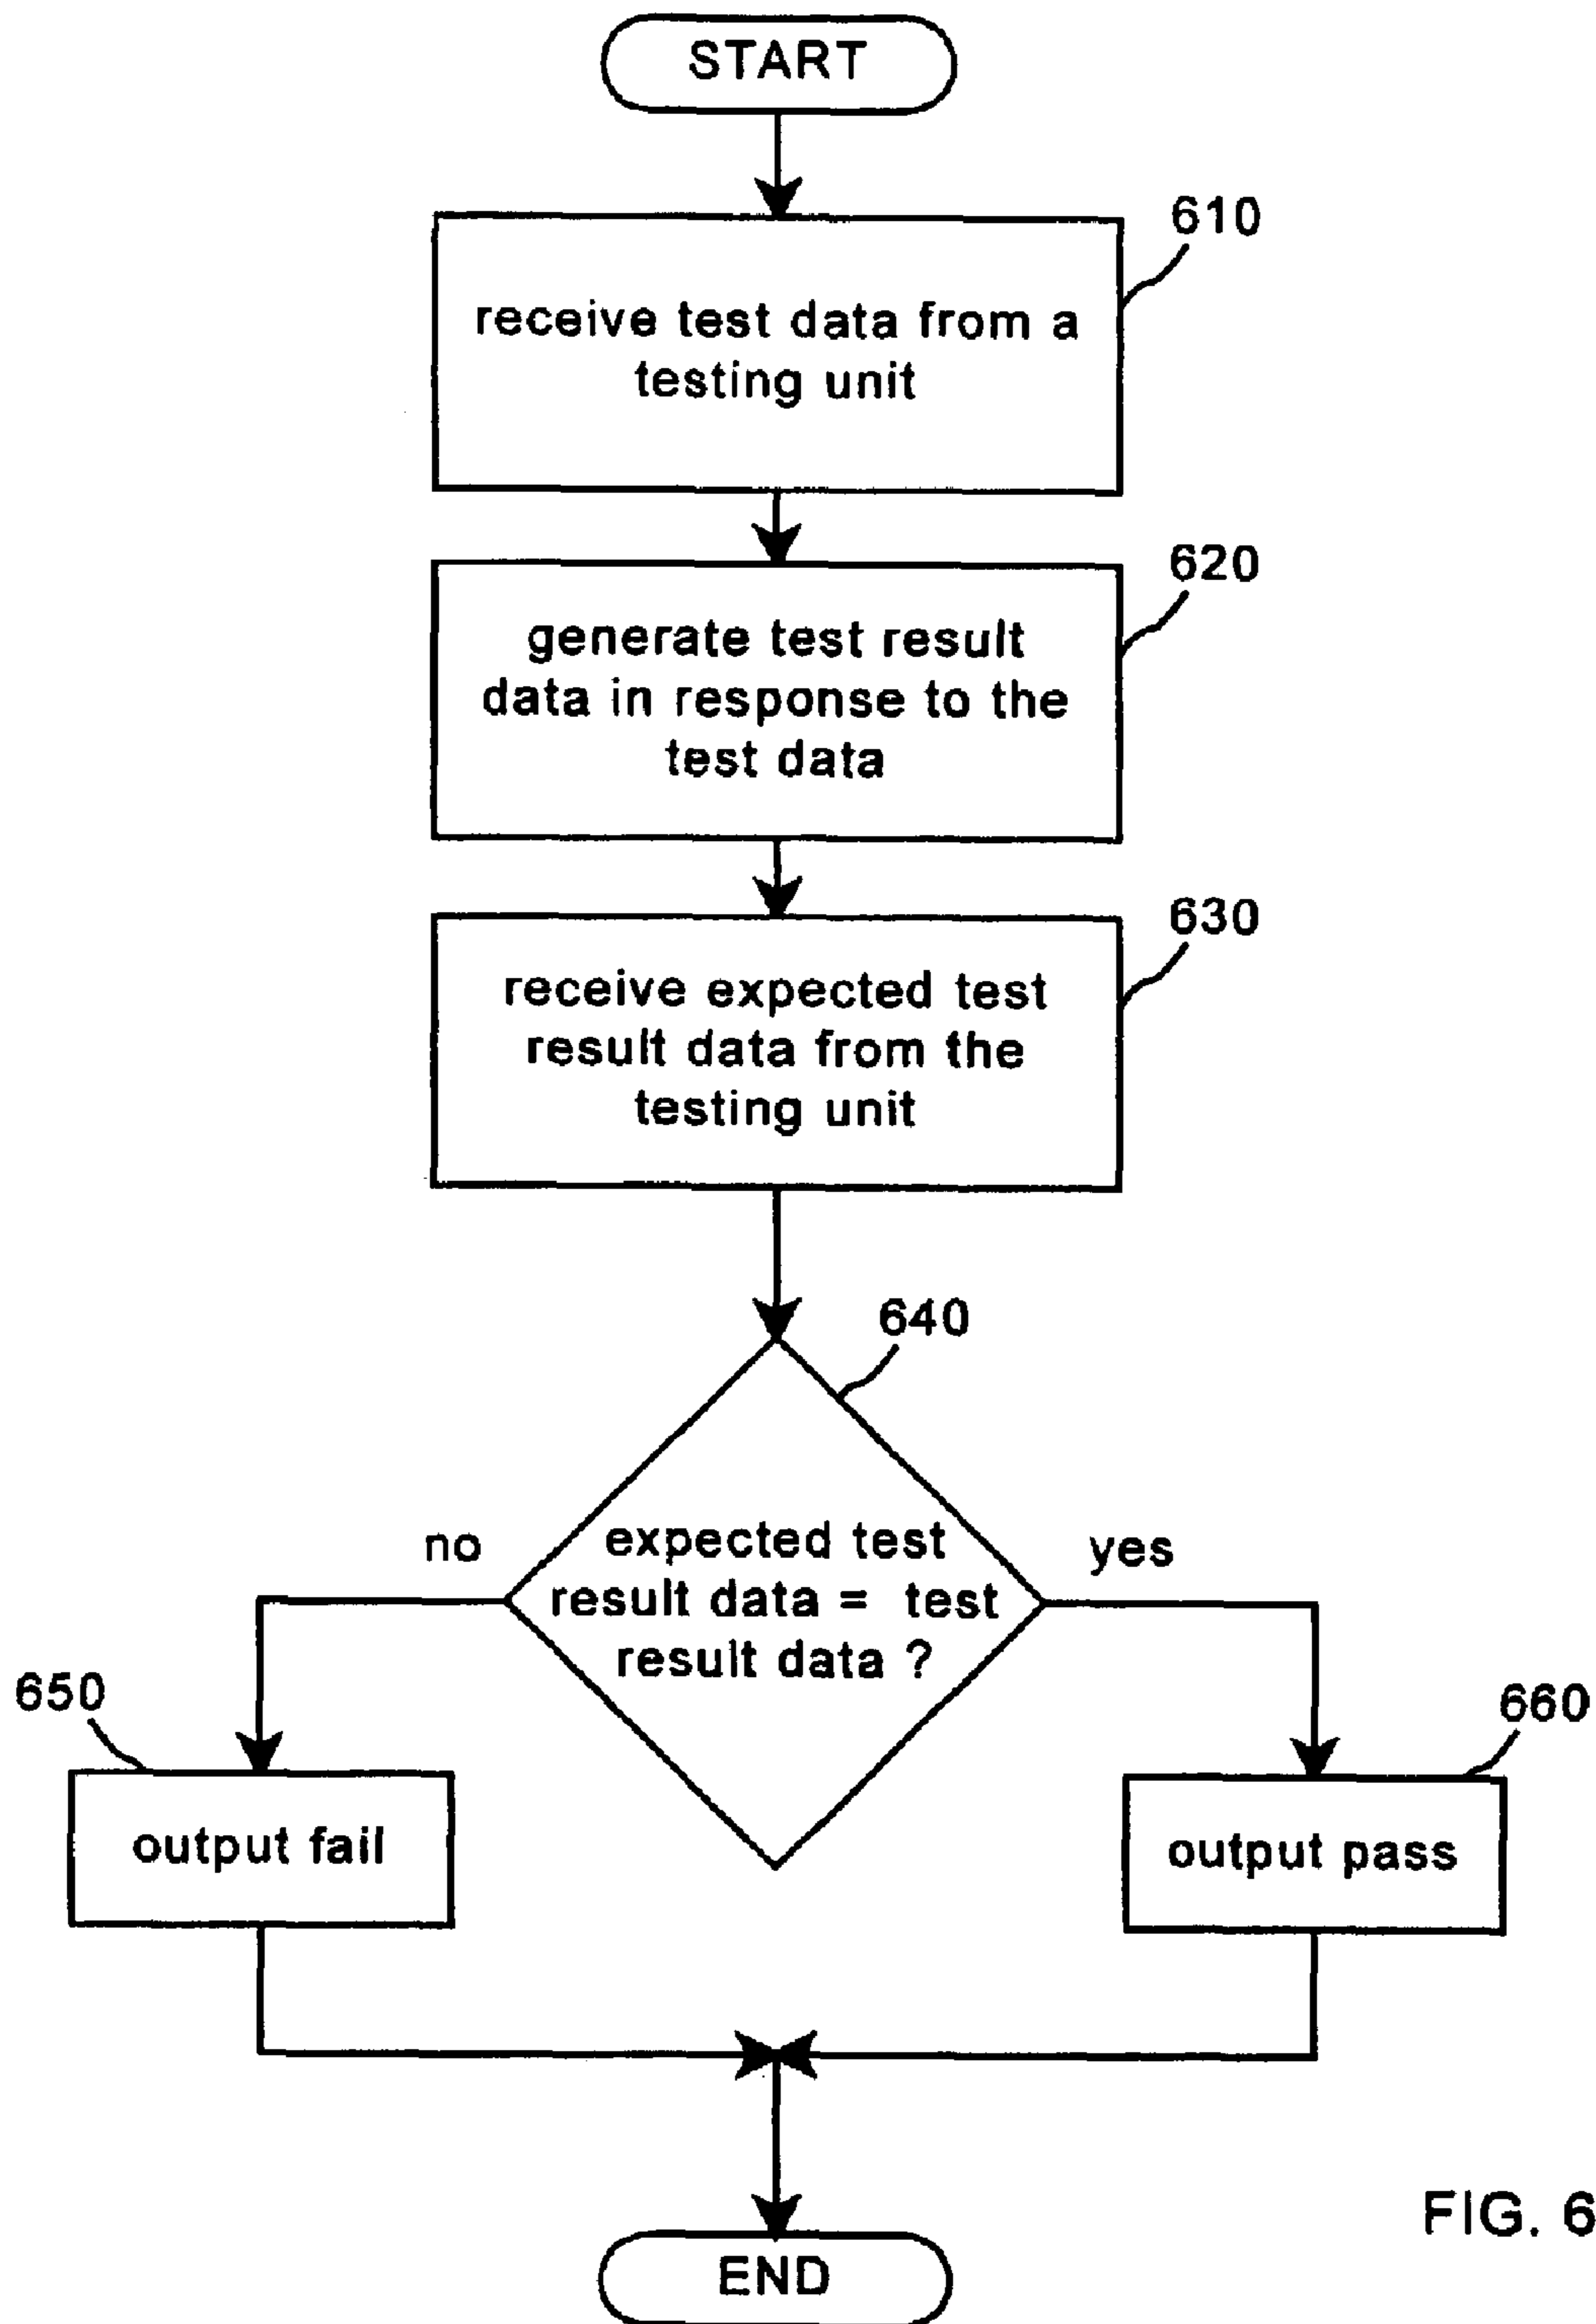 START
610
receive test data from a
testing unit
620
generate test result
data in response to the
test data
630
receive expected test
result data from the
testing unit
640
no
expected test
result data = test
result data ?
yes
650
output fail
660
output pass
END
FIG. 6